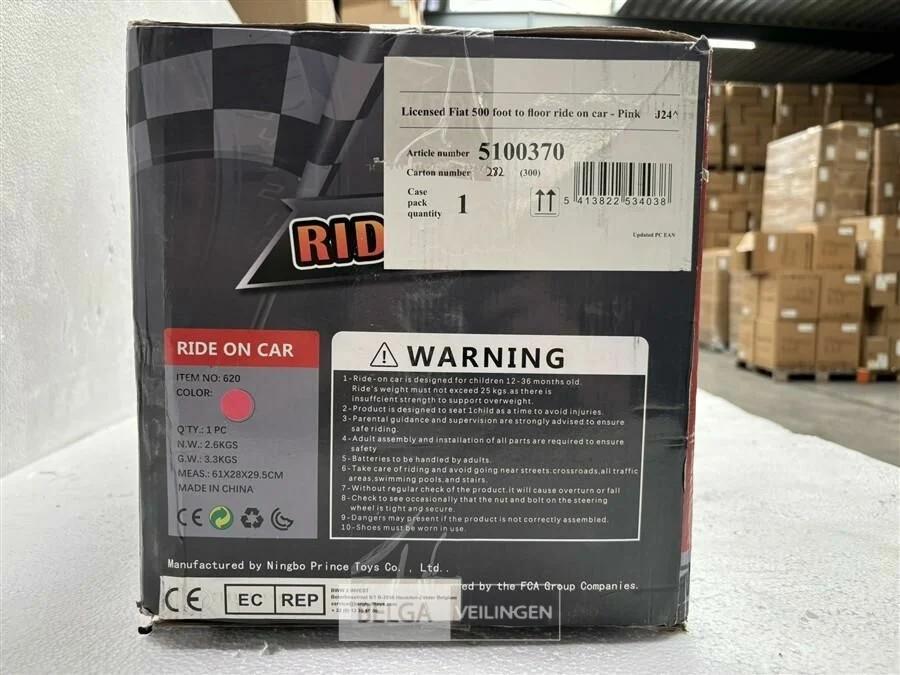 Licensed Fiat 500 foot to floor ride on car - Pink J24^
Article number 5100370
Carton number 282 (300)
Case
pack
quantity 1
5 413822 534038
Updated PC EAN
RID
RIDE ON CAR
ITEM NO: 620
COLOR:
Q'TY.: 1 PC
N.W.: 2.6KGS
G.W.: 3.3KGS
MEAS.: 61X28X29.5CM
MADE IN CHINA
CE
WARNING
1-Ride-on car is designed for children 12-36 months old.
Ride's weight must not exceed 25 kgs.as there is
insufficient strength to support overweight.
2-Product is designed to seat 1child as a time to avoid injuries.
3-Parental guidance and supervision are strongly advised to ensure
safe riding.
4-Adult assembly and installation of all parts are required to ensure
safety
5-Batteries to be handled by adults.
6-Take care of riding and avoid going near streets.crossroads,all traffic
areas,swimming pools,and stairs.
7-Without regular check of the product.it will cause overturn or fall
8-Check to see occasionally that the nut and bolt on the steering
wheel is tight and secure.
9-Dangers may present if the product is not correctly assembled.
10-Shoes must be worn in use.
Manufactured by Ningbo Prince Toys Co. , Ltd..
ed by the FCA Group Companies.
CE EC REP
BELGA VEILINGEN